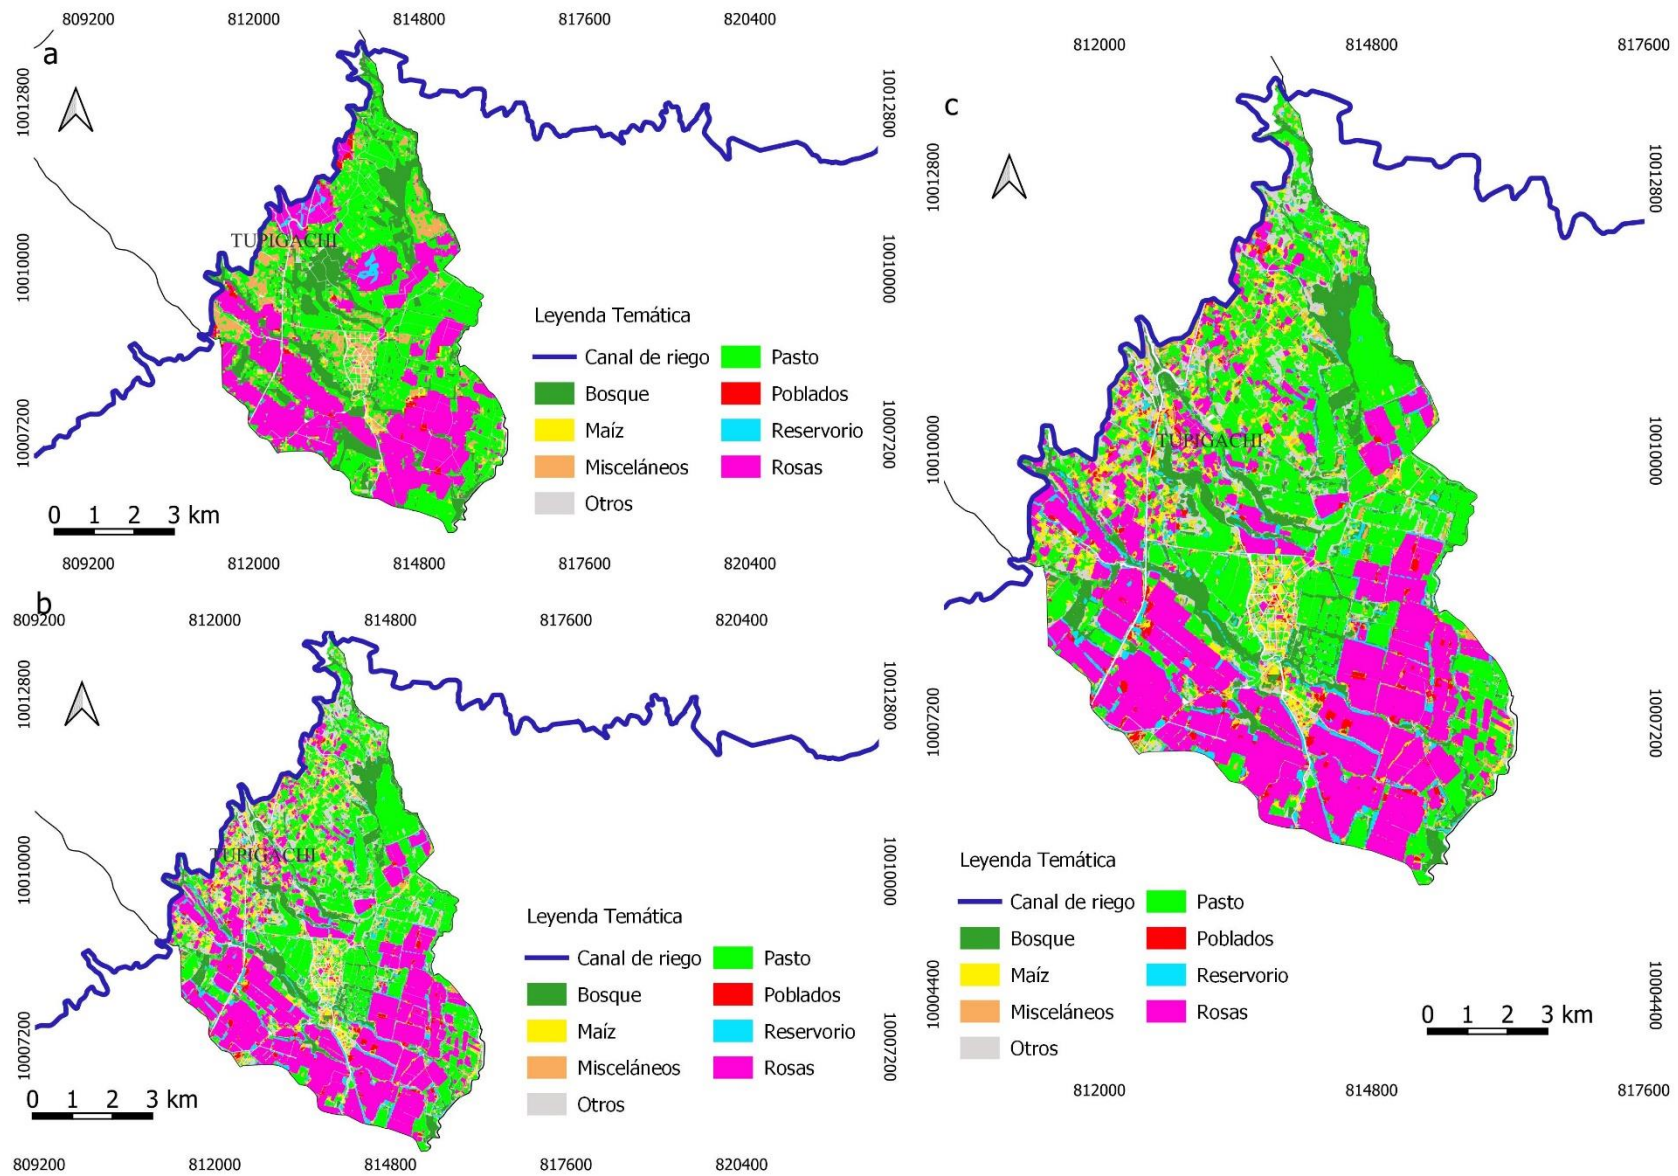 809200 812000 814800 817600 820400
a
10012800
10012800
10010000
10010000
10007200
10007200
TUPIGACHI
Leyenda Temática
Canal de riego
Pasto
Bosque
Poblados
Maíz
Reservorio
Misceláneos
Rosas
Otros
0 1 2 3 km
809200 812000 814800 817600 820400
b
809200 812000 814800 817600 820400
10012800
10012800
10010000
10010000
10007200
10007200
TUPIGACHI
Leyenda Temática
Canal de riego
Pasto
Bosque
Poblados
Maíz
Reservorio
Misceláneos
Rosas
Otros
0 1 2 3 km
809200 812000 814800 817600 820400
812000 814800 817600
c
10012800
10012800
10010000
10010000
10007200
10007200
10004400
10004400
TUPIGACHI
Leyenda Temática
Canal de riego
Pasto
Bosque
Poblados
Maíz
Reservorio
Misceláneos
Rosas
Otros
0 1 2 3 km
812000 814800 817600